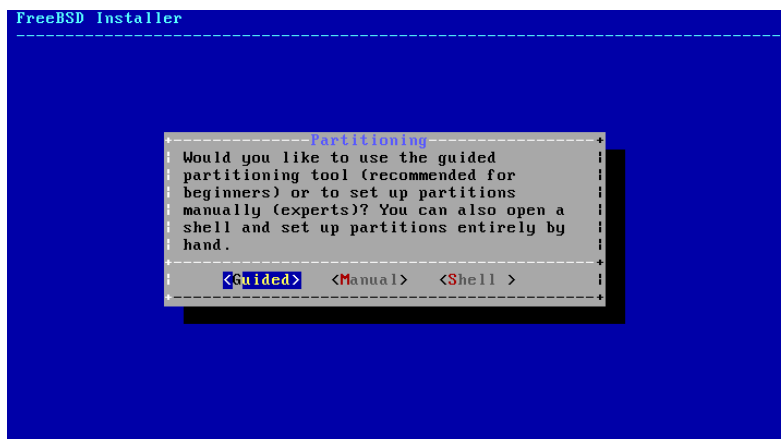 FreeBSD Installer
Partitioning
Would you like to use the guided
partitioning tool (recommended for
beginners) or to set up partitions
manually (experts)? You can also open a
shell and set up partitions entirely by
hand.
<Guided> <Manual> <Shell >